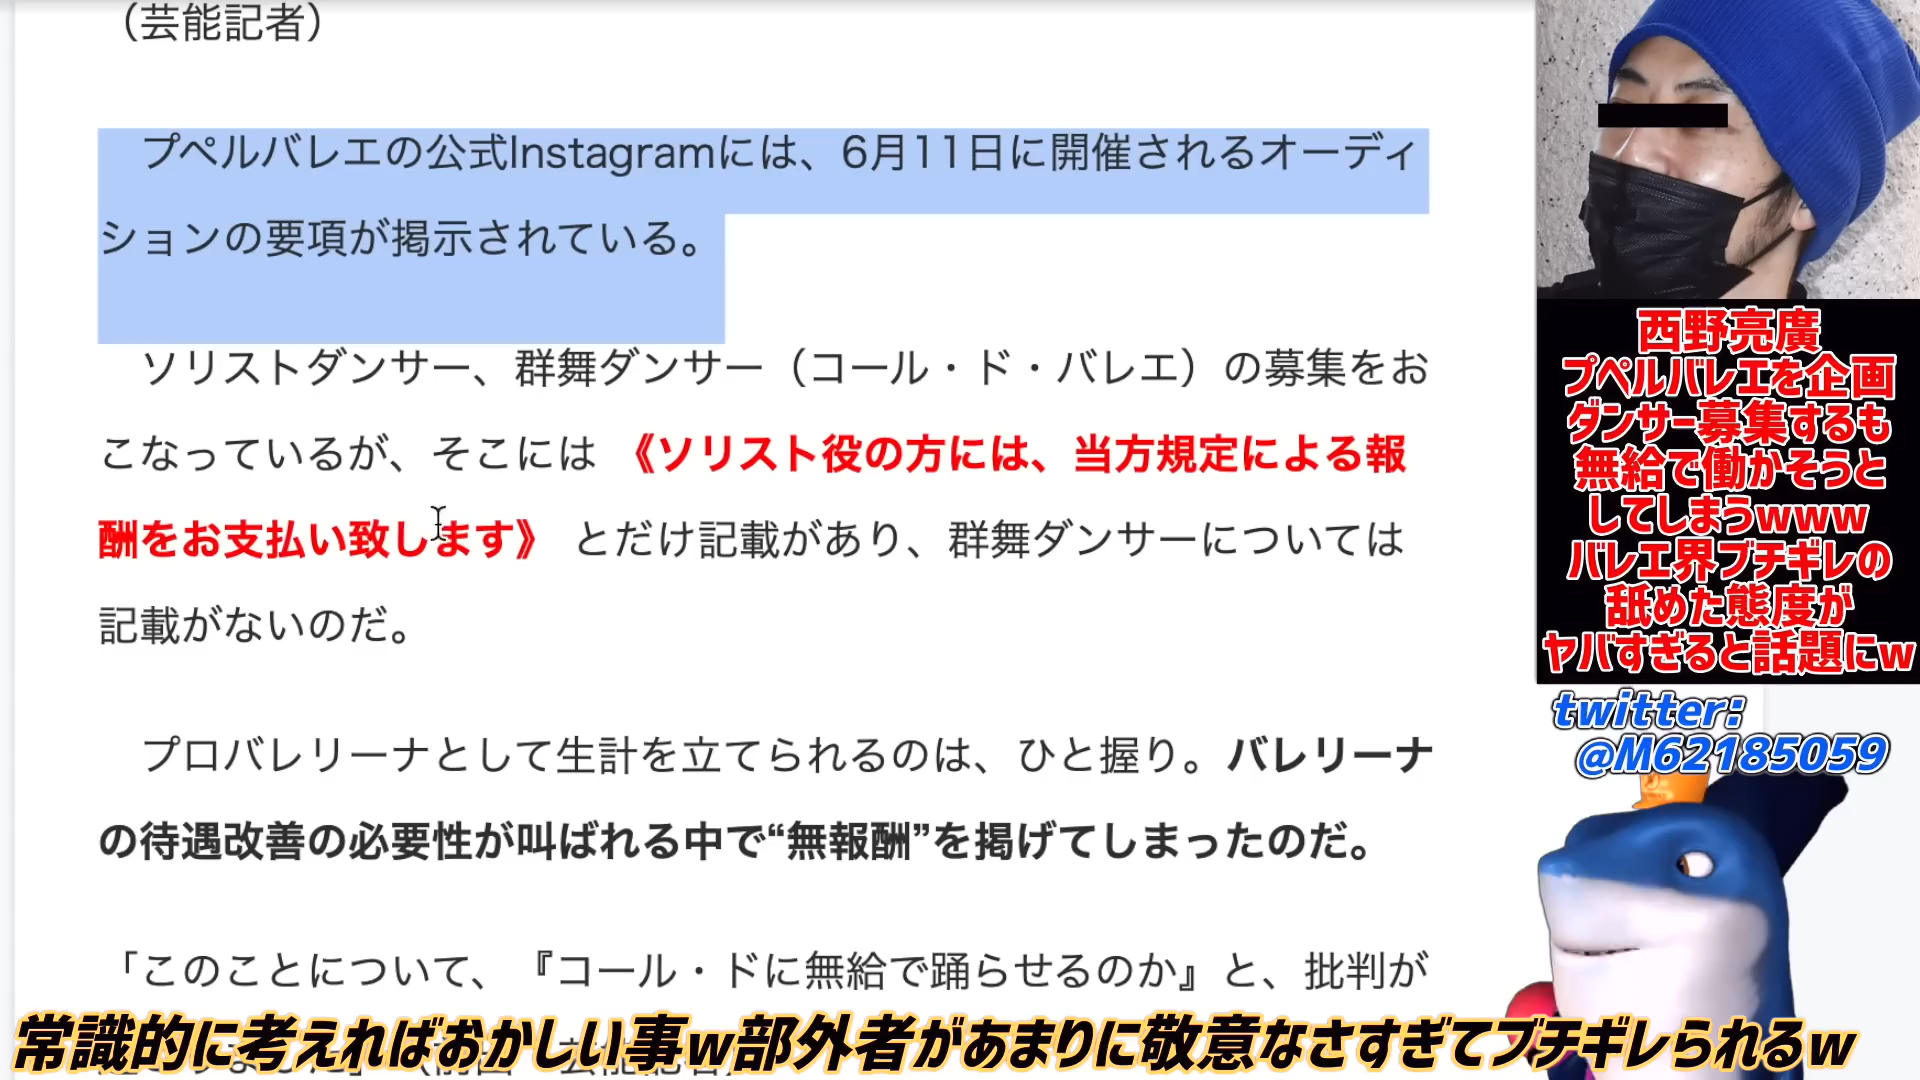 （芸能記者）
プペルバレエの公式Instagramには、6月11日に開催されるオーディ
ションの要項が掲示されている。
ソリストダンサー、群舞ダンサー（コール・ド・バレエ）の募集をお
こなっているが、そこには 《ソリスト役の方には、当方規定による報
酬をお支払い致します》 とだけ記載があり、群舞ダンサーについては
記載がないのだ。
プロバレリーナとして生計を立てられるのは、ひと握り。バレリーナ
の待遇改善の必要性が叫ばれる中で“無報酬”を掲げてしまったのだ。
「このことについて、『コール・ドに無給で踊らせるのか』と、批判が
西野亮廣
プペルバレエを企画
ダンサー募集するも
無給で働かそうと
してしまうwww
バレエ界ブチギレの
舐めた態度が
ヤバすぎると話題にw
twitter:
@M62185059
常識的に考えればおかしい事w部外者があまりに敬意なさすぎてブチギレられるw